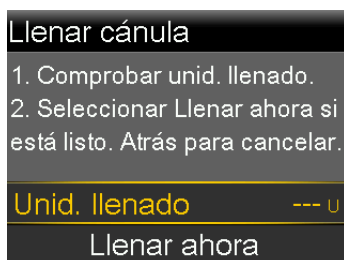 Llenar cánula
1. Comprobar unid. llenado.
2. Seleccionar Llenar ahora si
está listo. Atrás para cancelar.
Unid. llenado --- U
Llenar ahora